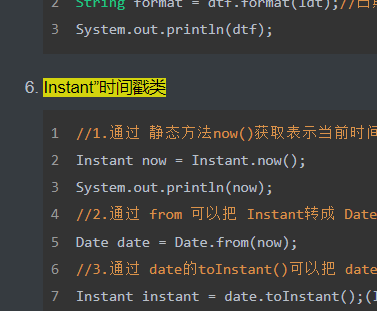 2 String format = dtf.format(ldt);//
3 System.out.println(dtf);
6. Instant”时间戳类
1 //1.通过 静态方法now()获取表示当前时间
2 Instant now = Instant.now();
3 System.out.println(now);
4 //2.通过 from 可以把 Instant转成 Date
5 Date date = Date.from(now);
6 //3.通过 date的toInstant()可以把 date
7 Instant instant = date.toInstant();(I